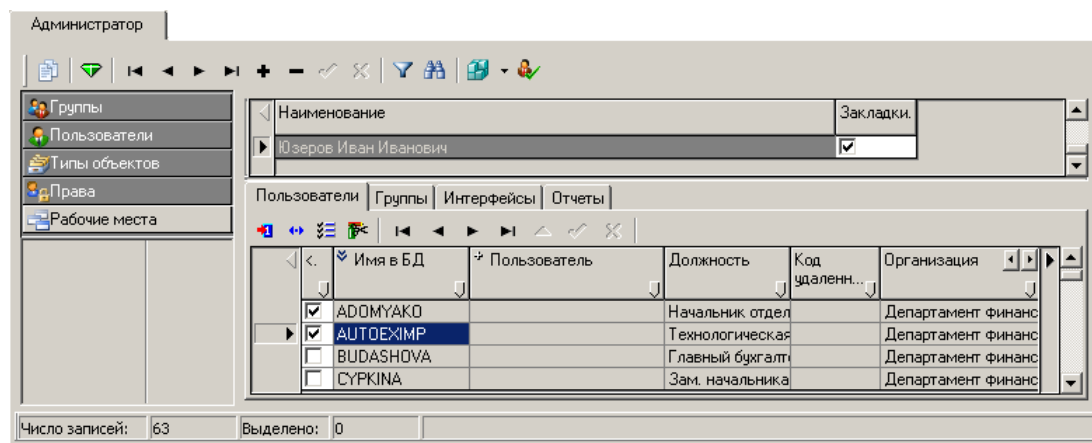 Администратор
Группы
Пользователи
Типы объектов
Права
Рабочие места
Наименование Закладки.
Юзеров Иван Иванович
Пользователи Группы Интерфейсы Отчеты
<. Имя в БД Пользователь Должность Код удаленн... Организация
ADOMYAKO Начальник отдел Департамент финанс
AUTOEXIMP Технологическая Департамент финанс
BUDASHOVA Главный бухгалте Департамент финанс
CYPKINA Зам. начальника Департамент финанс
Число записей: 63 Выделено: 0